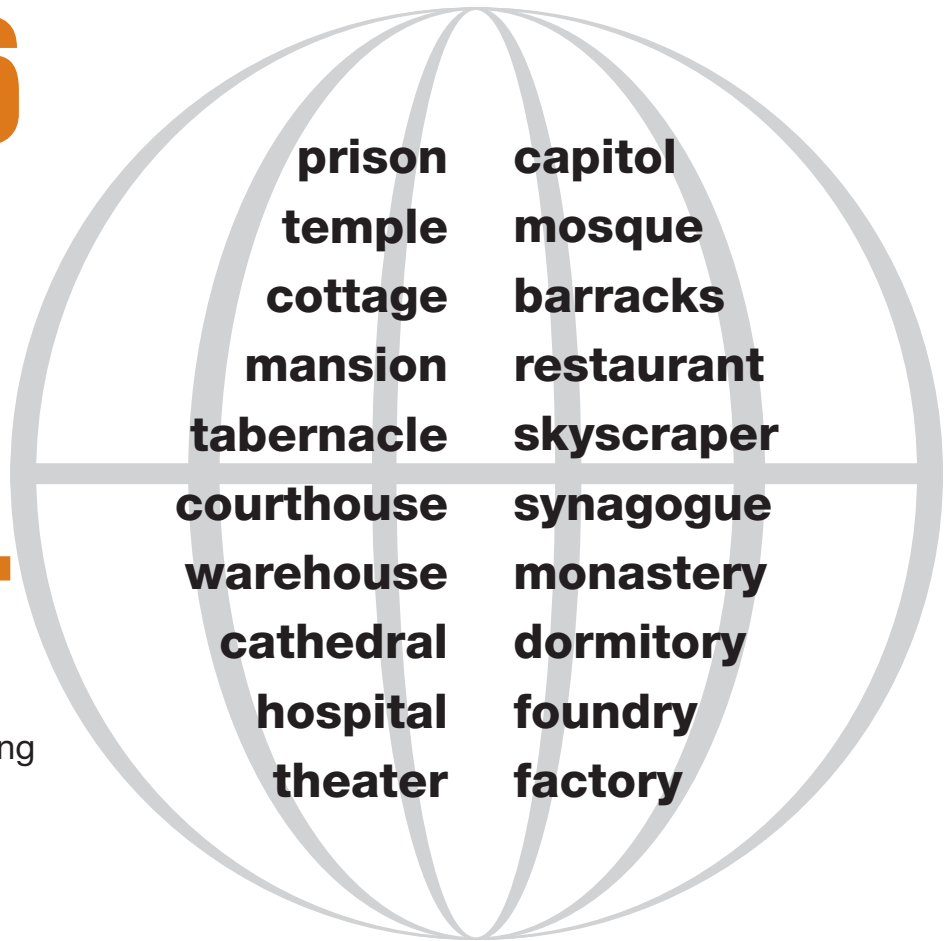 prison capitol
temple mosque
cottage barracks
mansion restaurant
tabernacle skyscraper
courthouse synagogue
warehouse monastery
cathedral dormitory
hospital foundry
theater factory